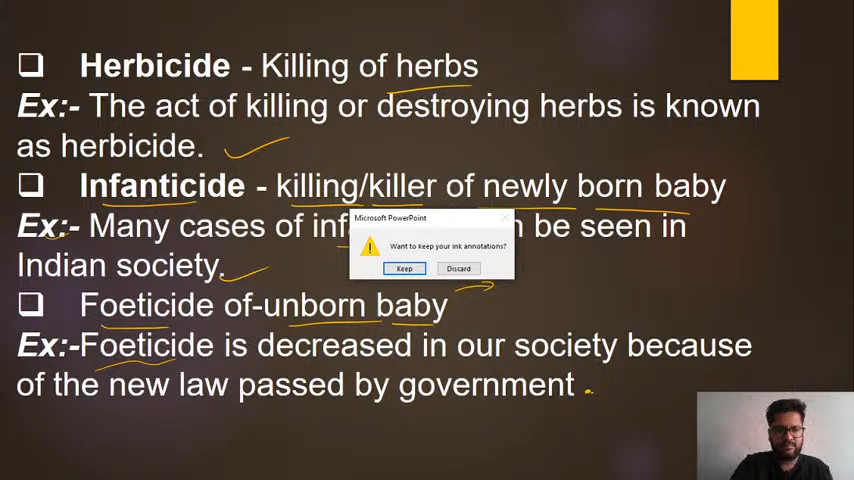 ❑ Herbicide - Killing of herbs
Ex:- The act of killing or destroying herbs is known
as herbicide.
❑ Infanticide - killing/killer of newly born baby
Ex:- Many cases of be seen in
Indian society.
Microsoft PowerPoint
Want to keep your ink annotations?
Keep Discard
❑ Foeticide of-unborn baby
Ex:-Foeticide is decreased in our society because
of the new law passed by government .